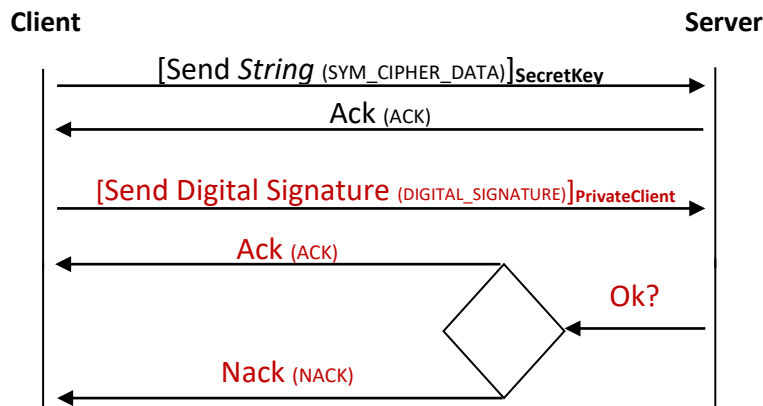 Client
Server
[Send String (SYM_CIPHER_DATA)]SecretKey
Ack (ACK)
[Send Digital Signature (DIGITAL_SIGNATURE)]PrivateClient
Ack (ACK)
Ok?
Nack (NACK)